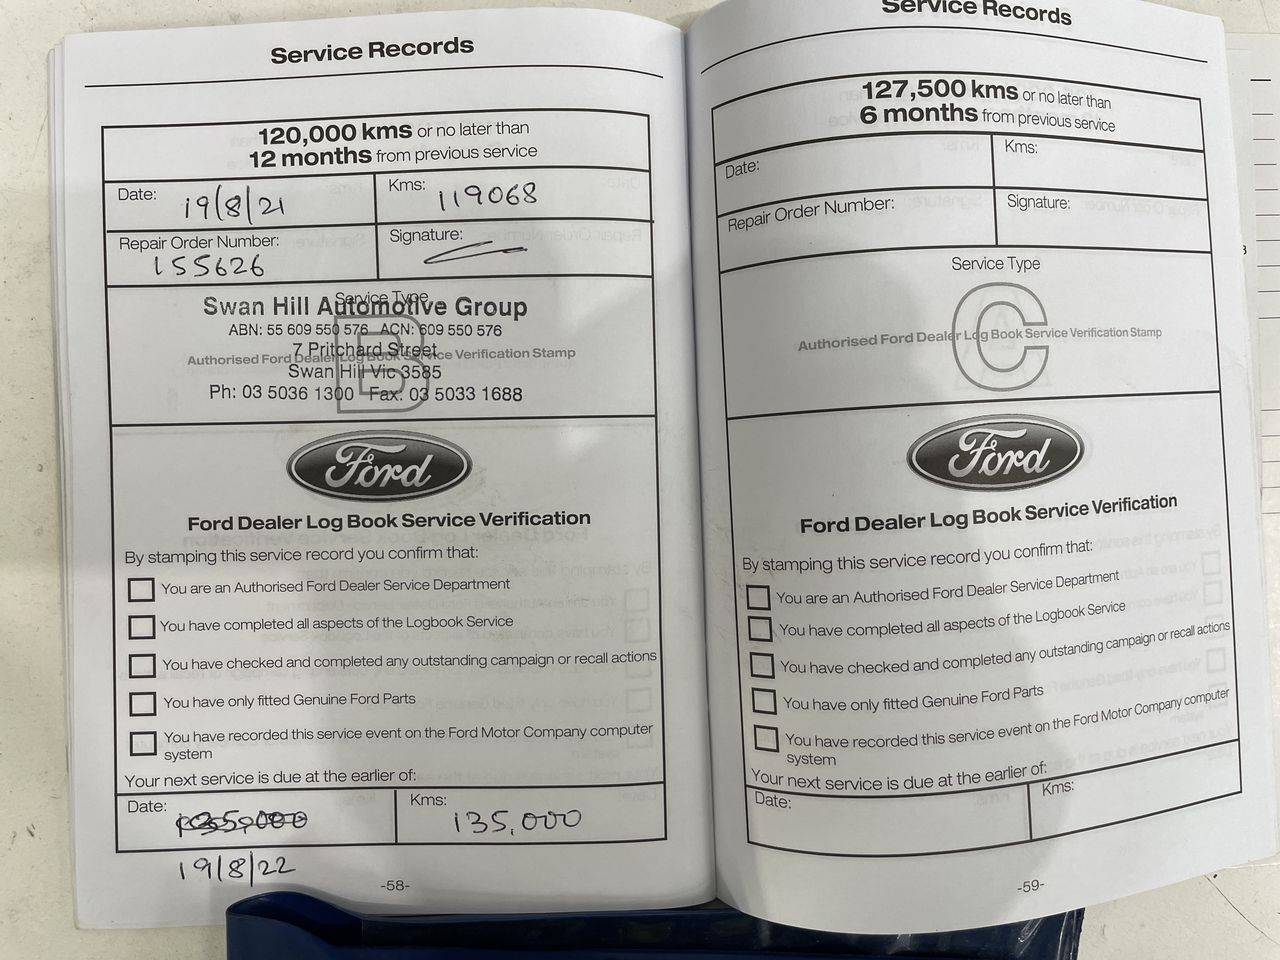 Service Records
120,000 kms or no later than
12 months from previous service
Date: 19/8/21
Kms: 119068
Repair Order Number: 155626
Signature:
Service Type
B
Authorised Ford Dealer Log Book Service Verification Stamp
Swan Hill Automotive Group
ABN: 55 609 550 576 ACN: 609 550 576
7 Pritchard Street
Swan Hill Vic 3585
Ph: 03 5036 1300 Fax: 03 5033 1688
Ford
Ford Dealer Log Book Service Verification
By stamping this service record you confirm that:
You are an Authorised Ford Dealer Service Department
You have completed all aspects of the Logbook Service
You have checked and completed any outstanding campaign or recall actions
You have only fitted Genuine Ford Parts
You have recorded this service event on the Ford Motor Company computer
system
Your next service is due at the earlier of:
Date: 135,000
19/8/22
Kms: 135,000
-58-
Service Records
127,500 kms or no later than
6 months from previous service
Date:
Kms:
Repair Order Number:
Signature:
Service Type
C
Authorised Ford Dealer Log Book Service Verification Stamp
Ford
Ford Dealer Log Book Service Verification
By stamping this service record you confirm that:
You are an Authorised Ford Dealer Service Department
You have completed all aspects of the Logbook Service
You have checked and completed any outstanding campaign or recall actions
You have only fitted Genuine Ford Parts
You have recorded this service event on the Ford Motor Company computer
system
Your next service is due at the earlier of:
Date:
Kms:
-59-